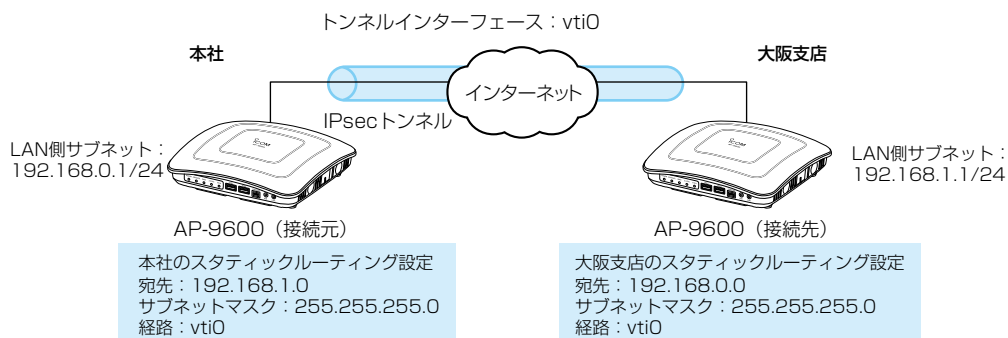 トンネルインターフェース：vti0
本社
大阪支店
インターネット
IPsecトンネル
LAN側サブネット：
192.168.0.1/24
LAN側サブネット：
192.168.1.1/24
ICOM
ICOM
AP-9600（接続元）
AP-9600（接続先）
本社のスタティックルーティング設定
宛先：192.168.1.0
サブネットマスク：255.255.255.0
経路：vti0
大阪支店のスタティックルーティング設定
宛先：192.168.0.0
サブネットマスク：255.255.255.0
経路：vti0